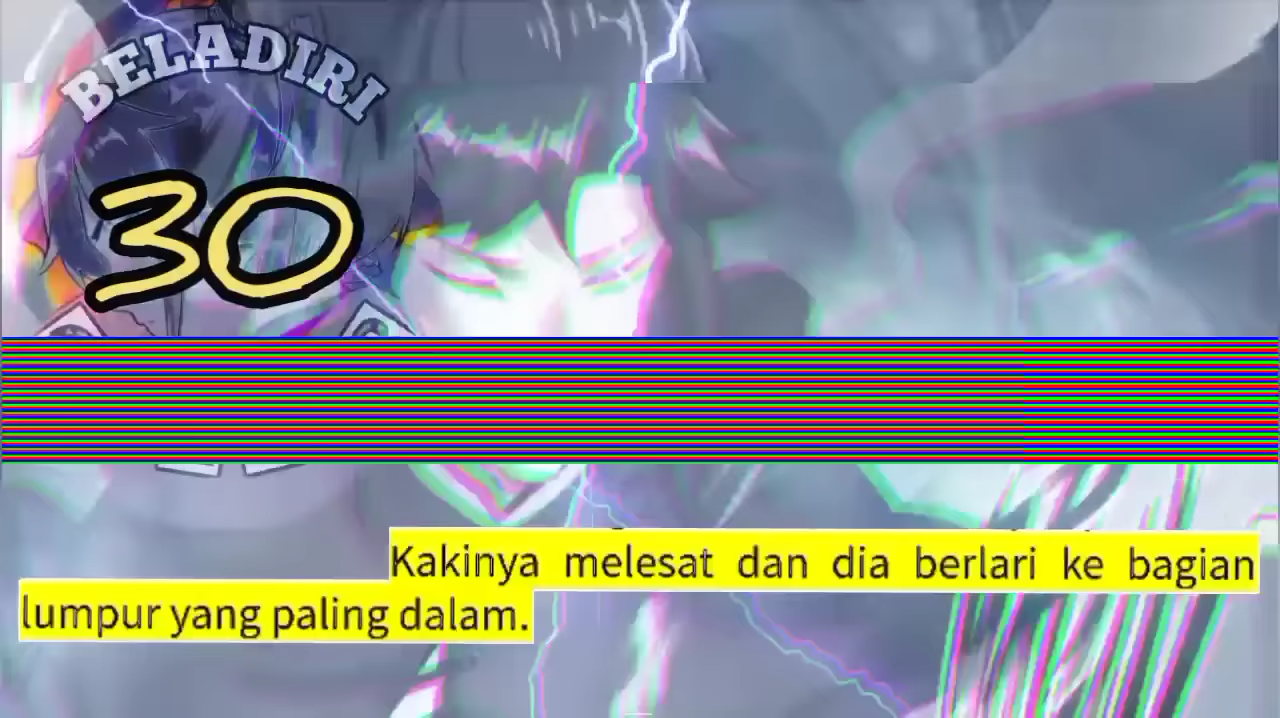 BELADIRI
30
Kakinya melesat dan dia berlari ke bagian
lumpur yang paling dalam.